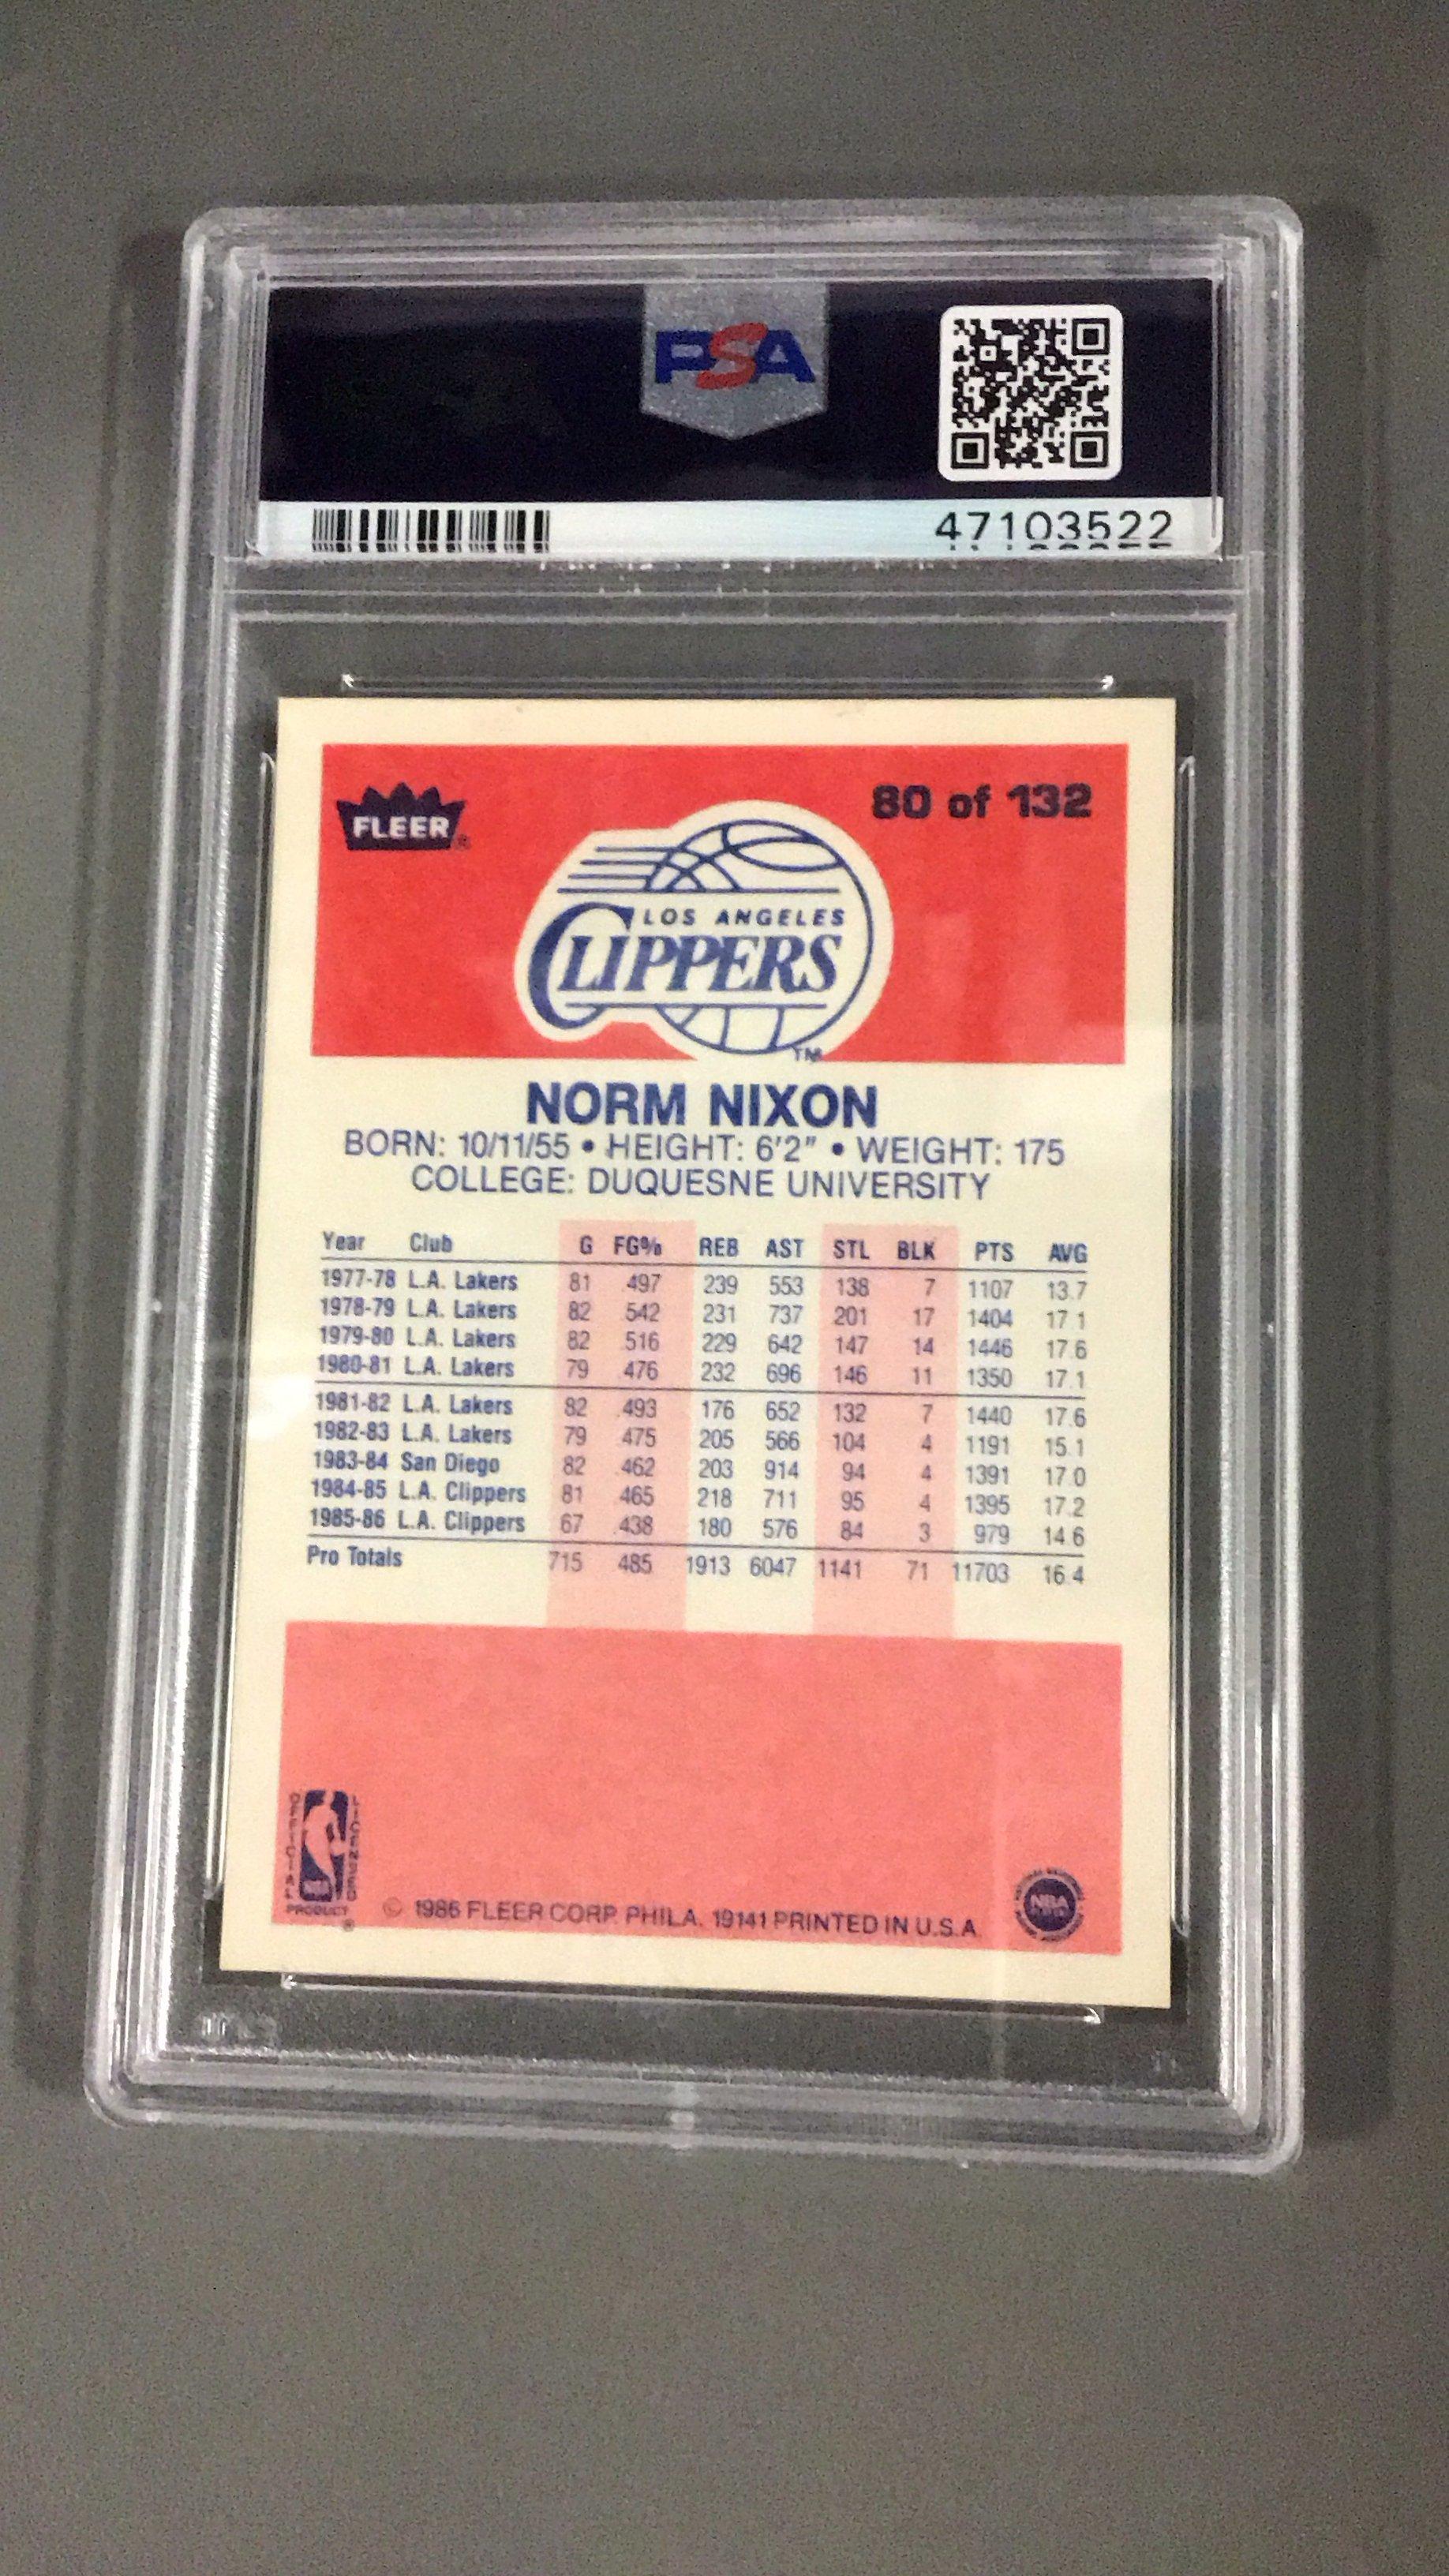 PSA
47103522
FLEER®
80 of 132
LOS ANGELES
CLIPPERS
TM
NORM NIXON
BORN: 10/11/55 • HEIGHT: 6'2" • WEIGHT: 175
COLLEGE: DUQUESNE UNIVERSITY
Year Club G FG% REB AST STL BLK PTS AVG
1977-78 L.A. Lakers 81 .497 239 553 138 7 1107 13.7
1978-79 L.A. Lakers 82 .542 231 737 201 17 1404 17.1
1979-80 L.A. Lakers 82 .516 229 642 147 14 1446 17.6
1980-81 L.A. Lakers 79 .476 232 696 146 11 1350 17.1
1981-82 L.A. Lakers 82 .493 176 652 132 7 1440 17.6
1982-83 L.A. Lakers 79 .475 205 566 104 4 1191 15.1
1983-84 San Diego 82 .462 203 914 94 4 1391 17.0
1984-85 L.A. Clippers 81 .465 218 711 95 4 1395 17.2
1985-86 L.A. Clippers 67 .438 180 576 84 3 979 14.6
Pro Totals 715 .485 1913 6047 1141 71 11703 16.4
OFFICIAL
LICENSED
NBA
PRODUCT
®
© 1986 FLEER CORP. PHILA. 19141 PRINTED IN U.S.A.
NBA